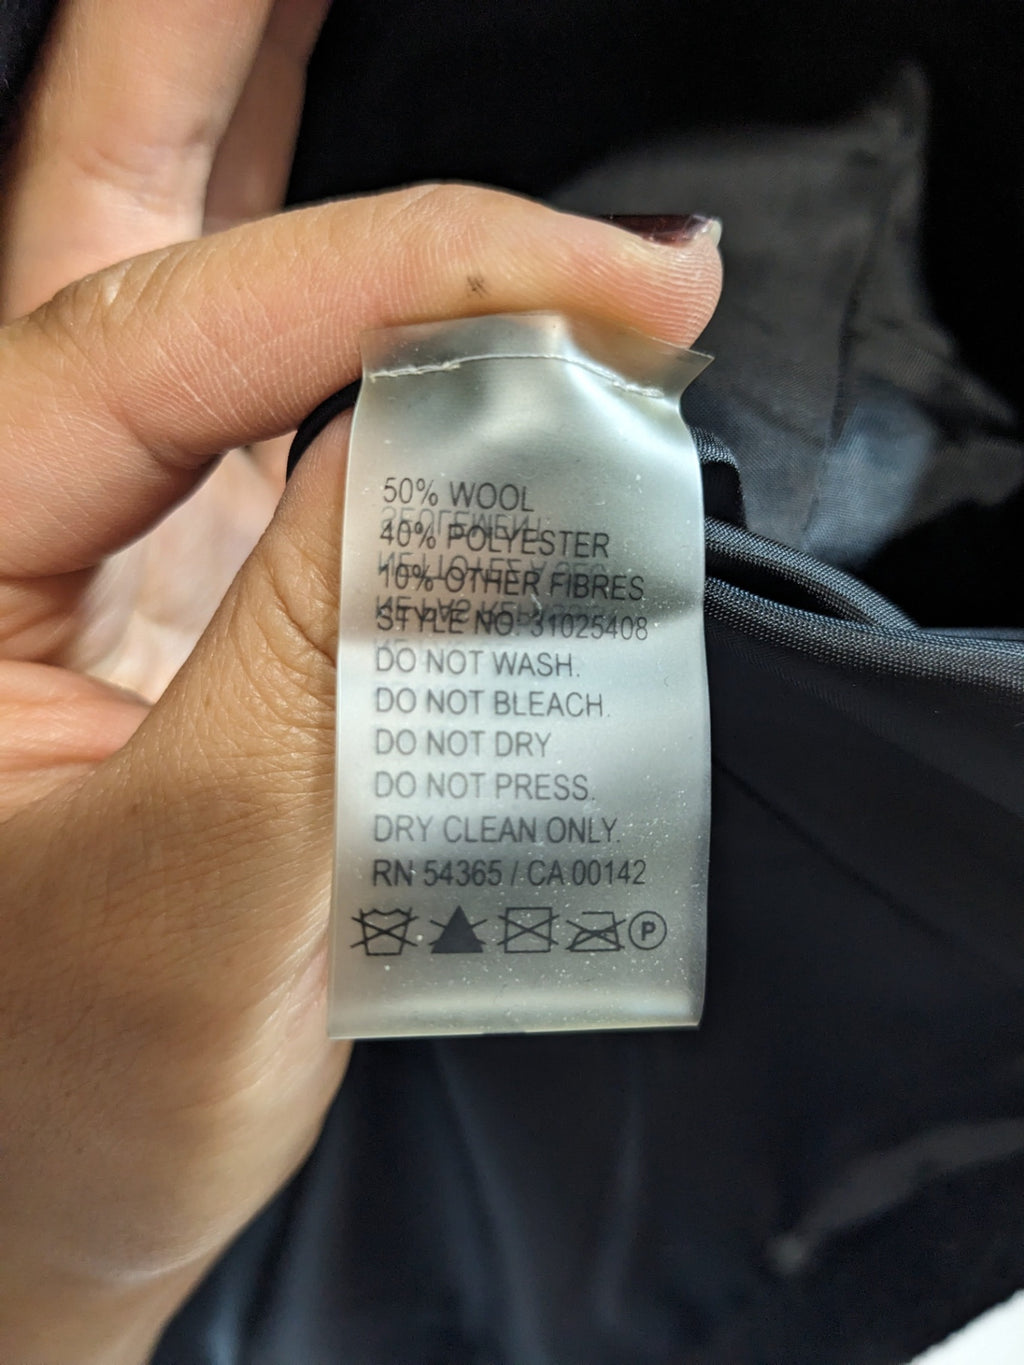 50% WOOL
40% POLYESTER
10% OTHER FIBRES
STYLE NO: 31025408
DO NOT WASH.
DO NOT BLEACH.
DO NOT DRY
DO NOT PRESS.
DRY CLEAN ONLY.
RN 54365 / CA 00142
P